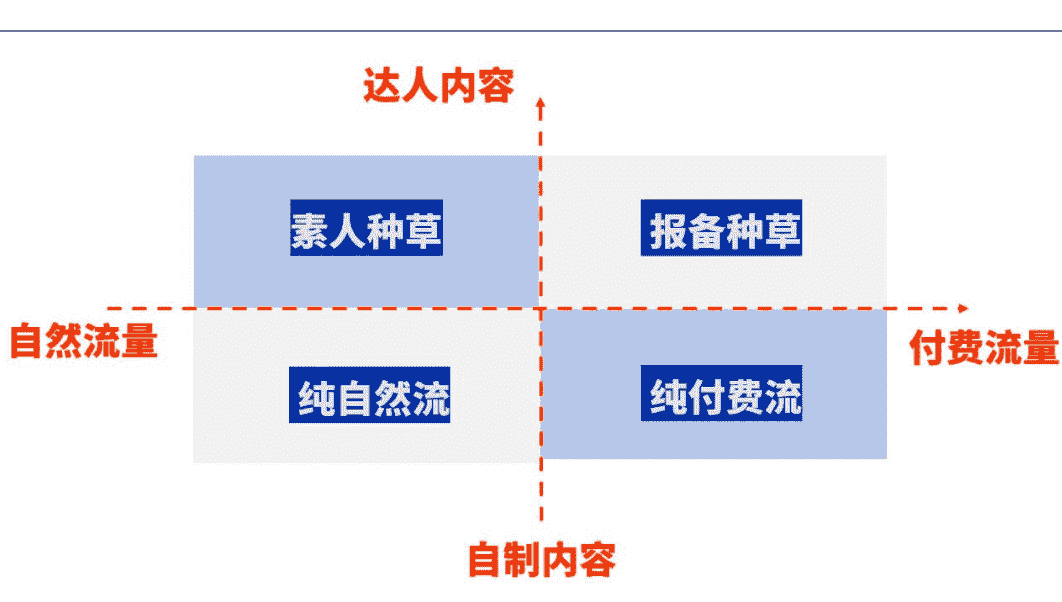 达人内容
素人种草
报备种草
自然流量
付费流量
纯自然流
纯付费流
自制内容